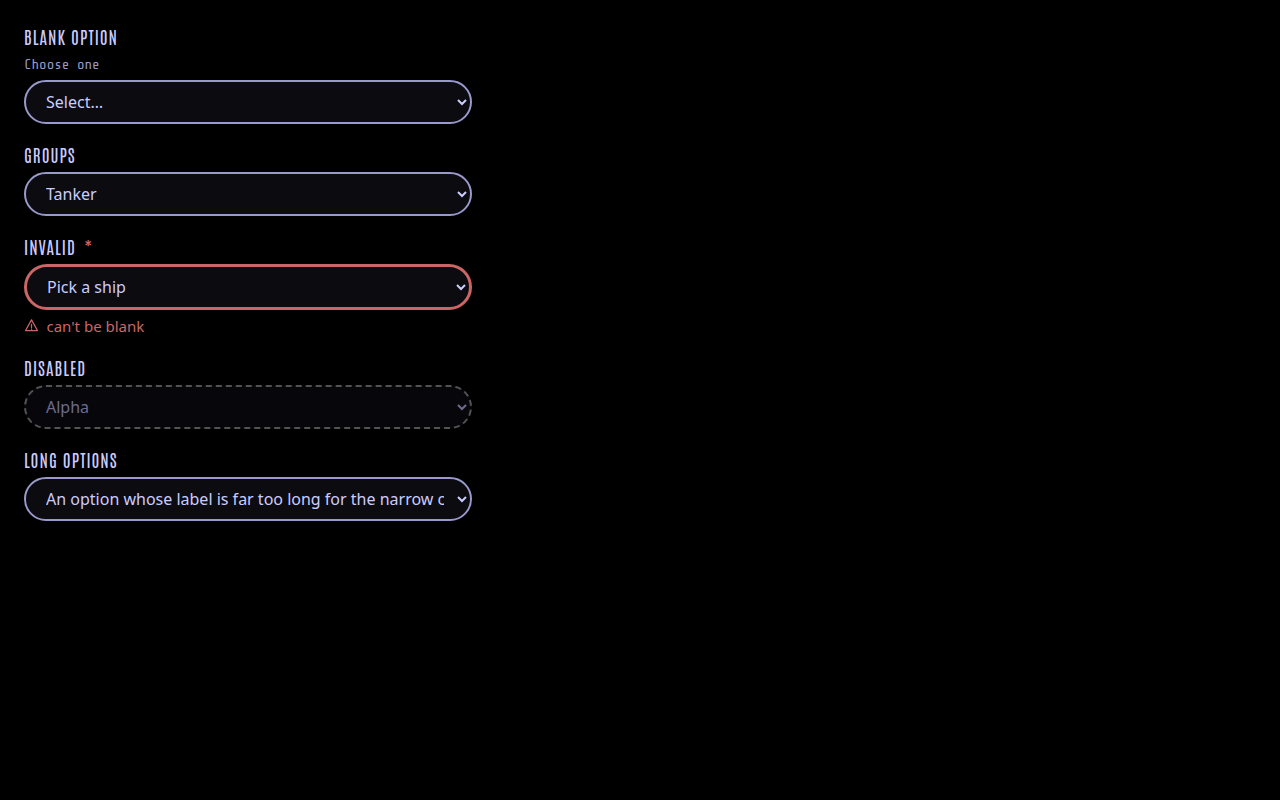 BLANK OPTION
Choose one
Select...
GROUPS
Tanker
INVALID *
Pick a ship
⚠ can't be blank
DISABLED
Alpha
LONG OPTIONS
An option whose label is far too long for the narrow c